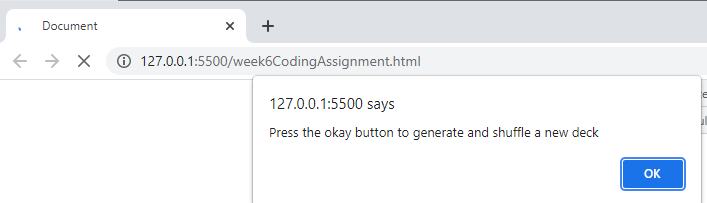 Document
127.0.0.1:5500/week6CodingAssignment.html
127.0.0.1:5500 says
Press the okay button to generate and shuffle a new deck
OK